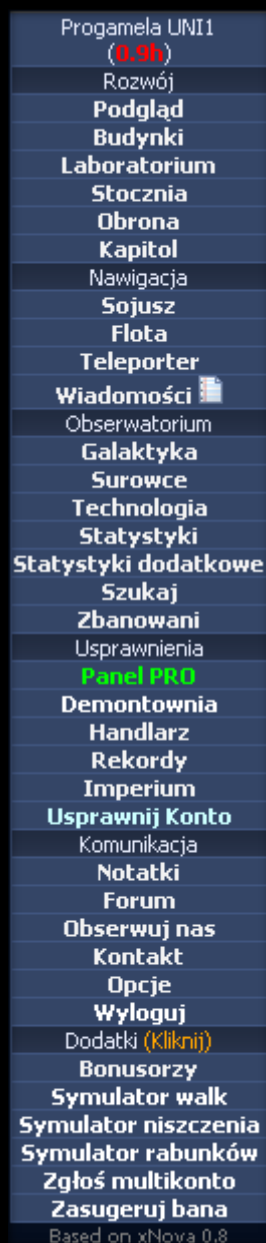 Progamela UNI1
(0.9h)
Rozwój
Podgląd
Budynki
Laboratorium
Stocznia
Obrona
Kapitol
Nawigacja
Sojusz
Flota
Teleporter
Wiadomości
Obserwatorium
Galaktyka
Surowce
Technologia
Statystyki
Statystyki dodatkowe
Szukaj
Zbanowani
Usprawnienia
Panel PRO
Demontownia
Handlarz
Rekordy
Imperium
Usprawnij Konto
Komunikacja
Notatki
Forum
Obserwuj nas
Kontakt
Opcje
Wyloguj
Dodatki (Kliknij)
Bonusorzy
Symulator walk
Symulator niszczenia
Symulator rabunków
Zgłoś multikonto
Zasugeruj bana
Based on xNova 0.8